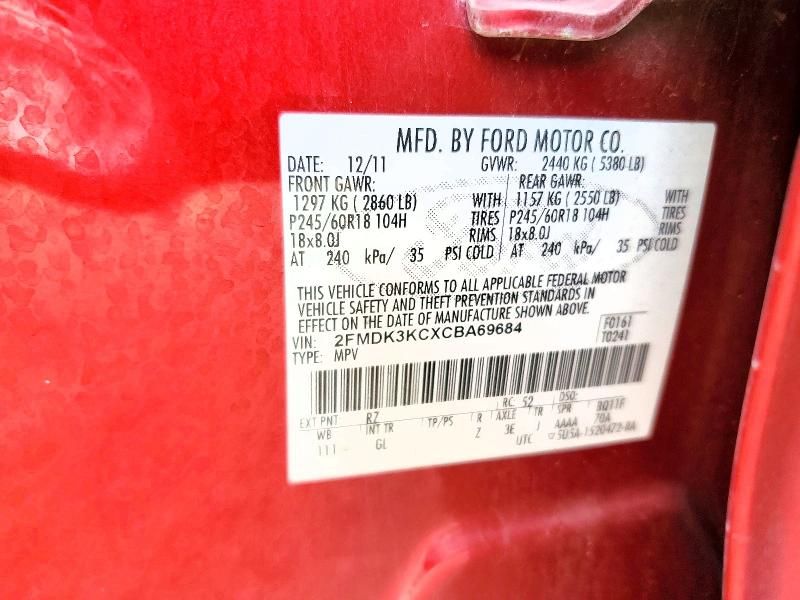 MFD. BY FORD MOTOR CO.
DATE: 12/11 GVWR: 2440 KG ( 5380 LB)
FRONT GAWR: REAR GAWR:
1297 KG ( 2860 LB) WITH 1157 KG ( 2550 LB) WITH
P245/60R18 104H TIRES P245/60R18 104H TIRES
18x8.0J RIMS 18x8.0J RIMS
AT 240 kPa/ 35 PSI COLD AT 240 kPa/ 35 PSI COLD
THIS VEHICLE CONFORMS TO ALL APPLICABLE FEDERAL MOTOR
VEHICLE SAFETY AND THEFT PREVENTION STANDARDS IN
EFFECT ON THE DATE OF MANUFACTURE SHOWN ABOVE.
VIN: 2FMDK3KCXCBA69684 F0161
TYPE: MPV T0241
RC: 52 DSO:
EXT PNT RZ
WB INT TR TP/PS R AXLE TR SPR
111 GL Z 3E J AAAA 70A
UTC